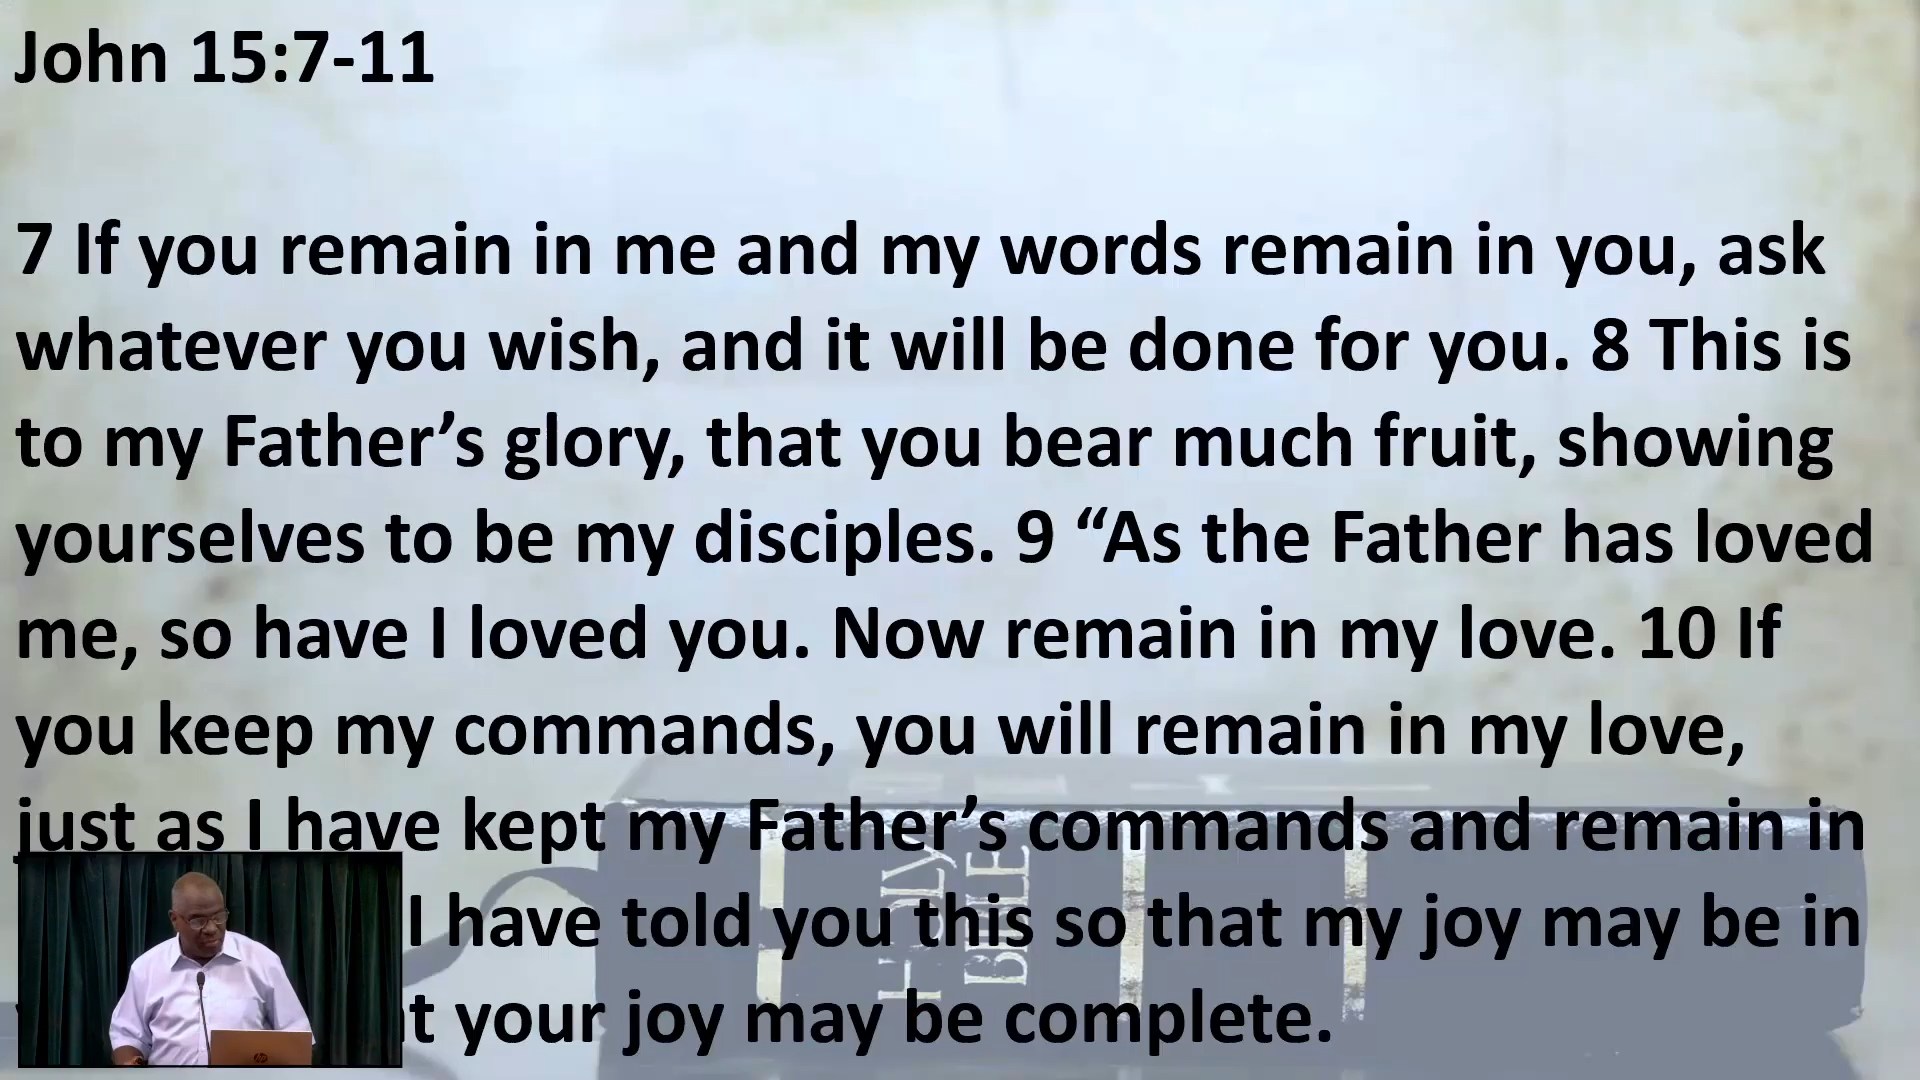 John 15:7-11
7 If you remain in me and my words remain in you, ask
whatever you wish, and it will be done for you. 8 This is
to my Father’s glory, that you bear much fruit, showing
yourselves to be my disciples. 9 “As the Father has loved
me, so have I loved you. Now remain in my love. 10 If
you keep my commands, you will remain in my love,
just as I have kept my Father’s commands and remain in
I have told you this so that my joy may be in
your joy may be complete.
HOLY
BIBLE
hp